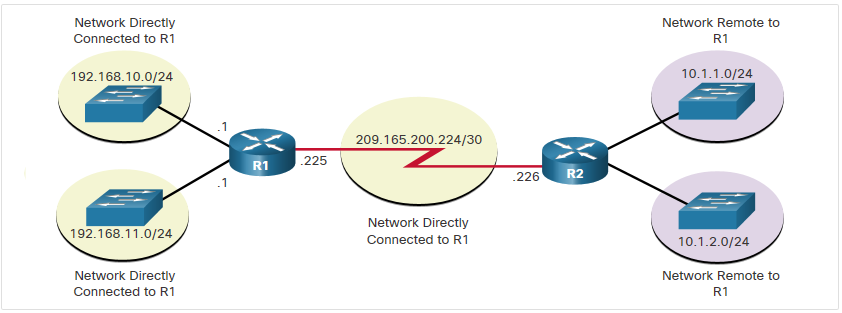 Network Directly
Connected to R1
192.168.10.0/24
.1
R1
.1
192.168.11.0/24
Network Directly
Connected to R1
.225
209.165.200.224/30
.226
Network Directly
Connected to R1
R2
Network Remote to
R1
10.1.1.0/24
10.1.2.0/24
Network Remote to
R1